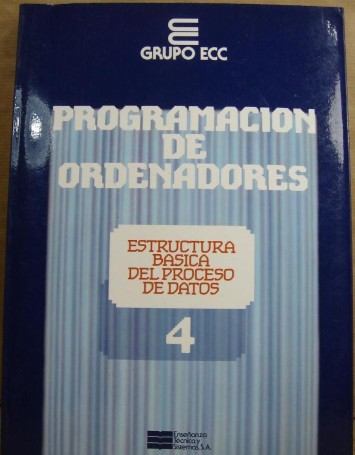 GRUPO ECC
PROGRAMACION
DE
ORDENADORES
ESTRUCTURA
BASICA
DEL PROCESO
DE DATOS
4
Enseñanza
Técnica y
Sistemas, S.A.